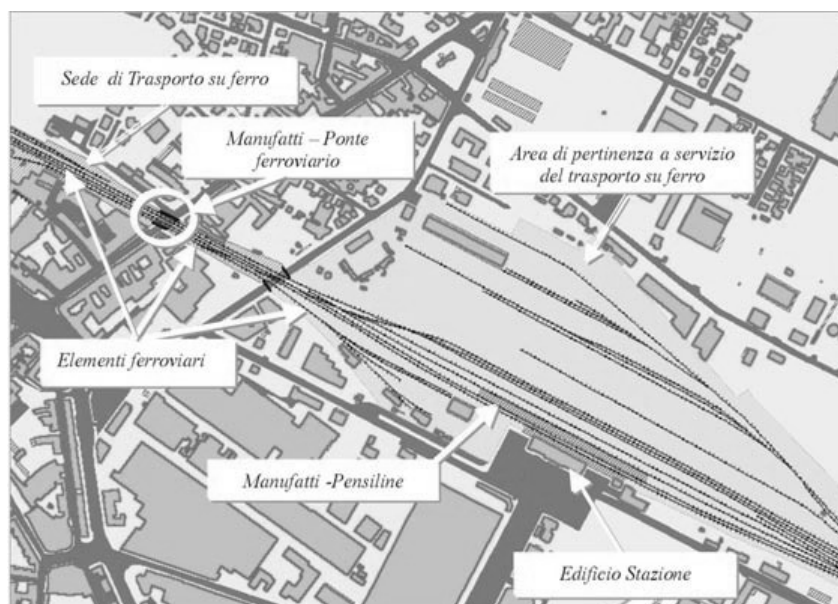 Sede di Trasporto su ferro
Manufatti – Ponte
ferroviario
Area di pertinenza a servizio
del trasporto su ferro
Elementi ferroviari
Manufatti -Pensiline
Edificio Stazione